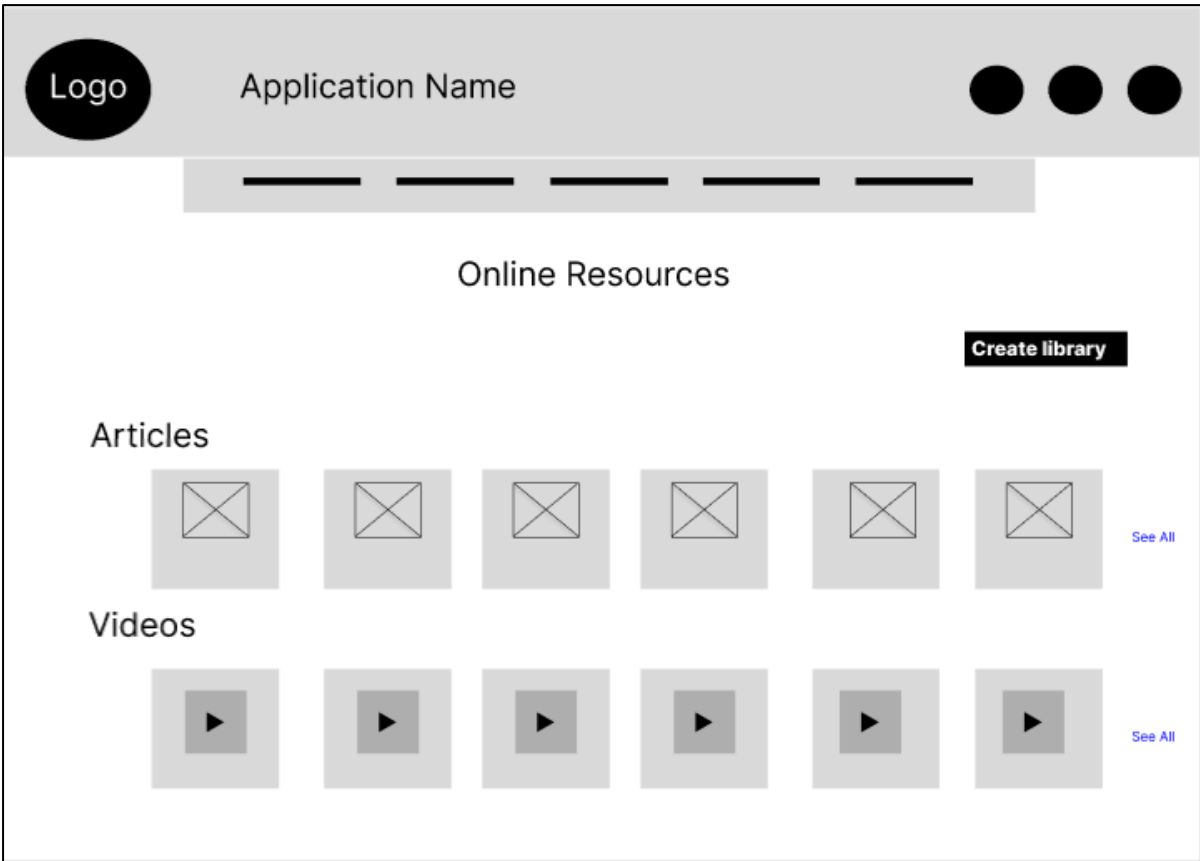 Logo
Application Name
Online Resources
Create library
Articles
See All
Videos
See All